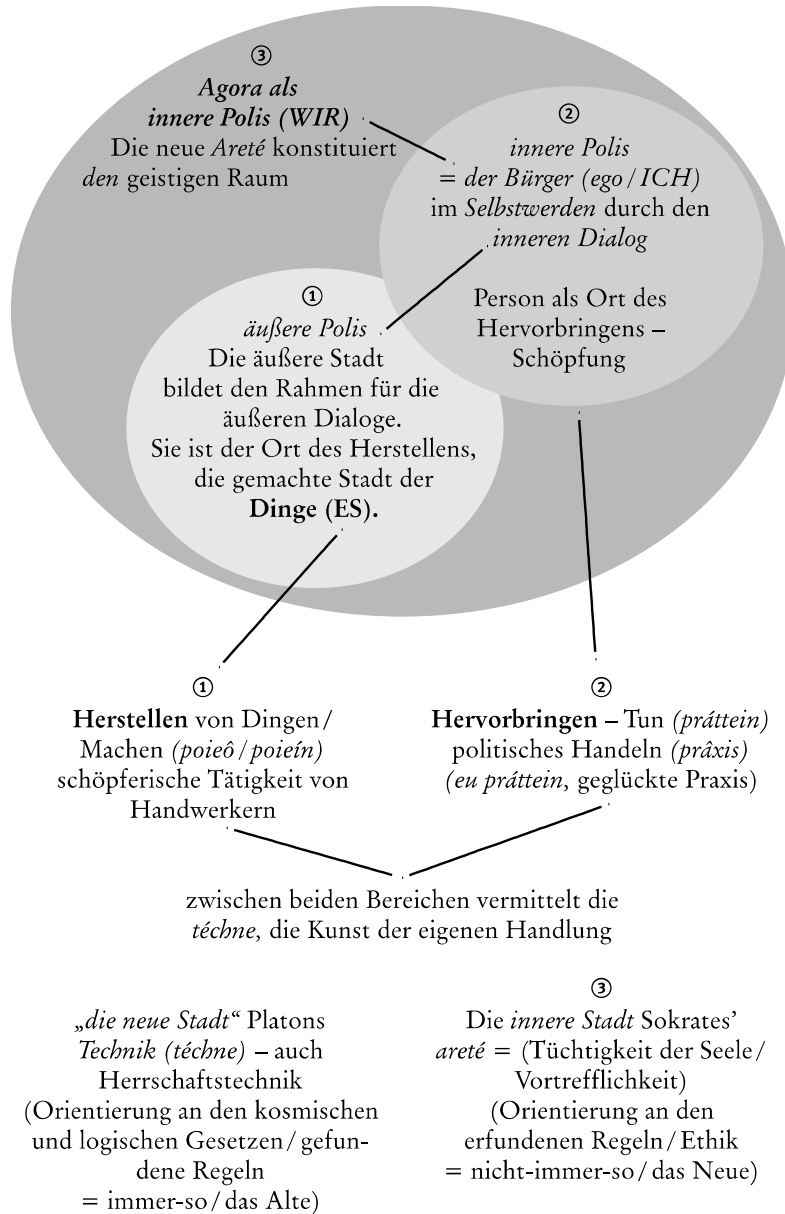 ③
Agora als
innere Polis (WIR)
Die neue Areté konstituiert
den geistigen Raum
②
innere Polis
= der Bürger (ego / ICH)
im Selbstwerden durch den
inneren Dialog
Person als Ort des
Hervorbringens –
Schöpfung
①
äußere Polis
Die äußere Stadt
bildet den Rahmen für die
äußeren Dialoge.
Sie ist der Ort des Herstellens,
die gemachte Stadt der
Dinge (ES).
①
Herstellen von Dingen /
Machen (poieô / poieín)
schöpferische Tätigkeit von
Handwerkern
②
Hervorbringen – Tun (práttein)
politisches Handeln (prâxis)
(eu práttein, geglückte Praxis)
zwischen beiden Bereichen vermittelt die
téchne, die Kunst der eigenen Handlung
„die neue Stadt“ Platons
Technik (téchne) – auch
Herrschaftstechnik
(Orientierung an den kosmischen
und logischen Gesetzen / gefun-
dene Regeln
= immer-so / das Alte)
③
Die innere Stadt Sokrates’
areté = (Tüchtigkeit der Seele /
Vortrefflichkeit)
(Orientierung an den
erfundenen Regeln / Ethik
= nicht-immer-so / das Neue)